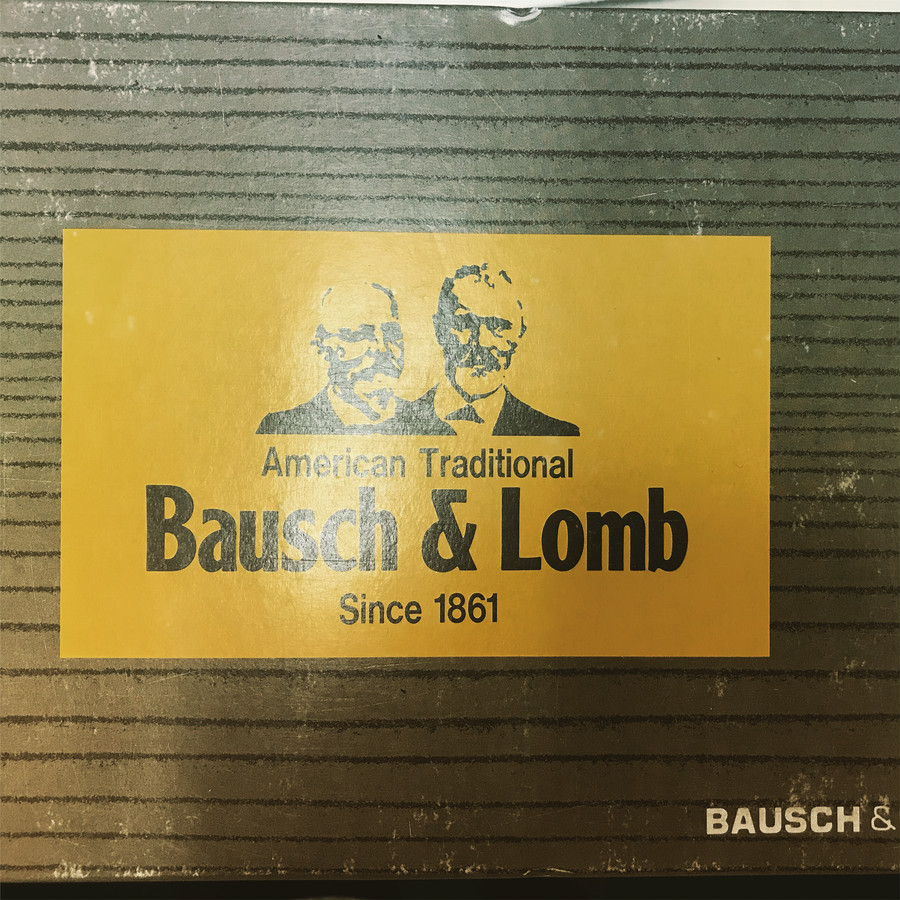 American Traditional
Bausch & Lomb
Since 1861
BAUSCH &